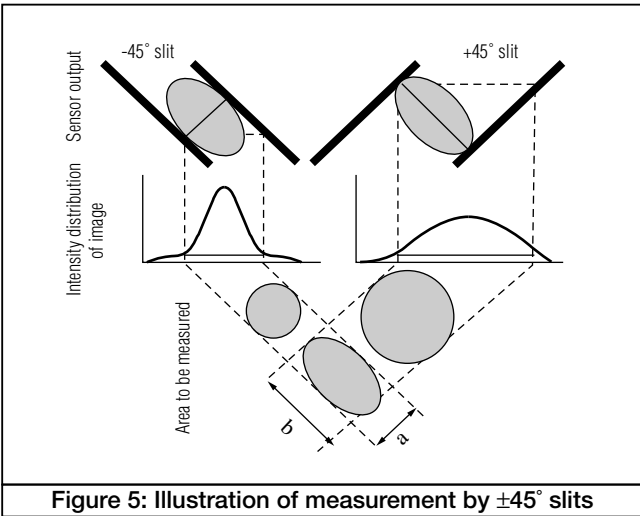 -45° slit
+45° slit
Sensor output
Intensity distribution
of image
Area to be measured
b
a
Figure 5: Illustration of measurement by ±45° slits